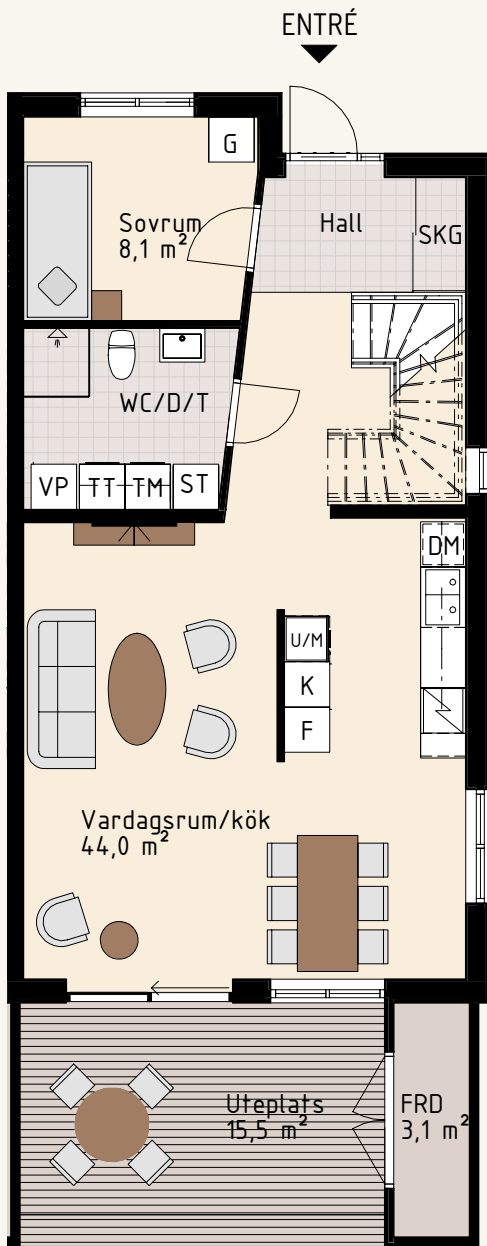 ENTRÉ
G
Sovrum
8,1 m²
Hall
SKG
WC/D/T
VP
TT
TM
ST
DM
U/M
K
F
Vardagsrum/kök
44,0 m²
Uteplats
15,5 m²
FRD
3,1 m²